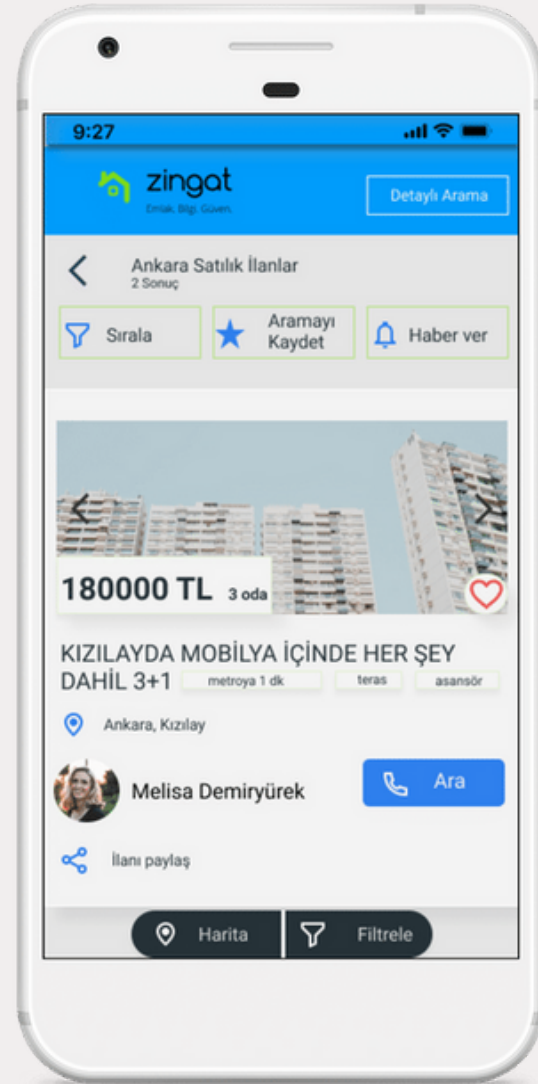 9:27
zingat
Emlak. Bilgi. Güven.
Detaylı Arama
Ankara Satılık İlanlar
2 Sonuç
Sırala
Aramayı
Kaydet
Haber ver
180000 TL 3 oda
KIZILAYDA MOBİLYA İÇİNDE HER ŞEY
DAHİL 3+1 metroya 1 dk teras asansör
Ankara, Kızılay
Melisa Demiryürek
Ara
İlanı paylaş
Harita
Filtrele